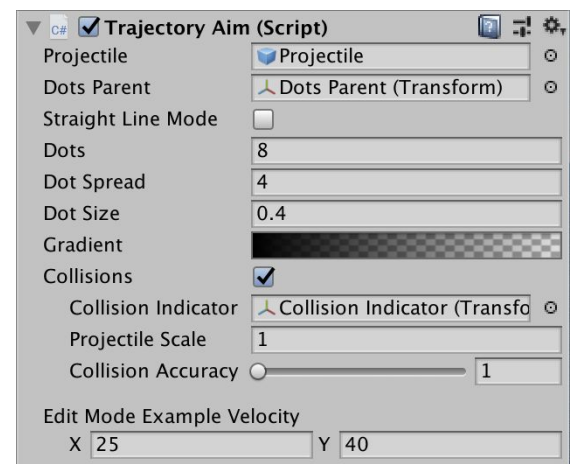 C# Trajectory Aim (Script)
Projectile Projectile
Dots Parent Dots Parent (Transform)
Straight Line Mode
Dots 8
Dot Spread 4
Dot Size 0.4
Gradient
Collisions
Collision Indicator Collision Indicator (Transfo
Projectile Scale 1
Collision Accuracy 1
Edit Mode Example Velocity
X 25 Y 40